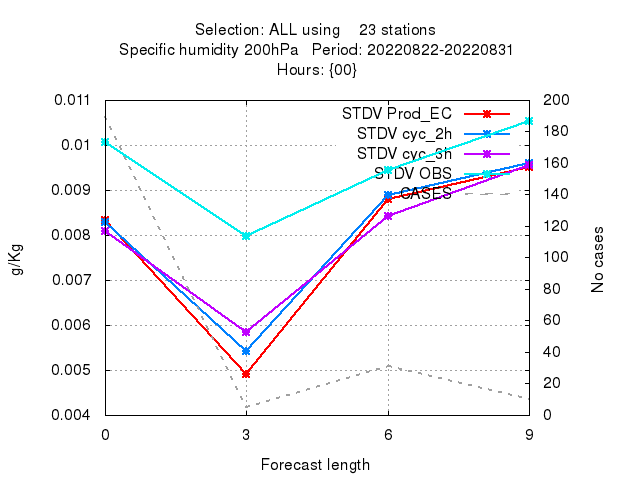 Selection: ALL using    23 stations
Specific humidity 200hPa   Period: 20220822-20220831
Hours: {00}
0.011
0.01
0.009
0.008
0.007
0.006
0.005
0.004
g/Kg
STDV Prod_EC
STDV cyc_2h
STDV cyc_3h
STDV OBS
CASES
200
180
160
140
120
100
80
60
40
20
0
No cases
0 3 6 9
Forecast length